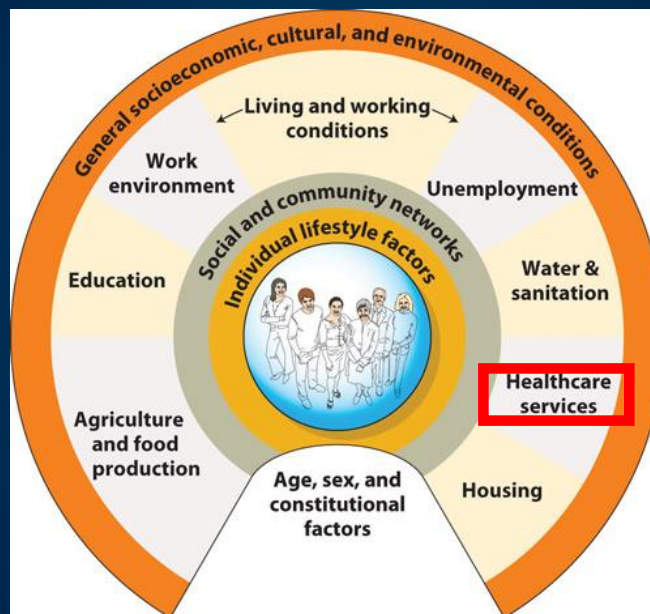 General socioeconomic, cultural, and environmental conditions
Living and working
conditions
Work
environment
Unemployment
Social and community networks
Individual lifestyle factors
Education
Water &
sanitation
Healthcare
services
Agriculture
and food
production
Age, sex, and
constitutional
factors
Housing